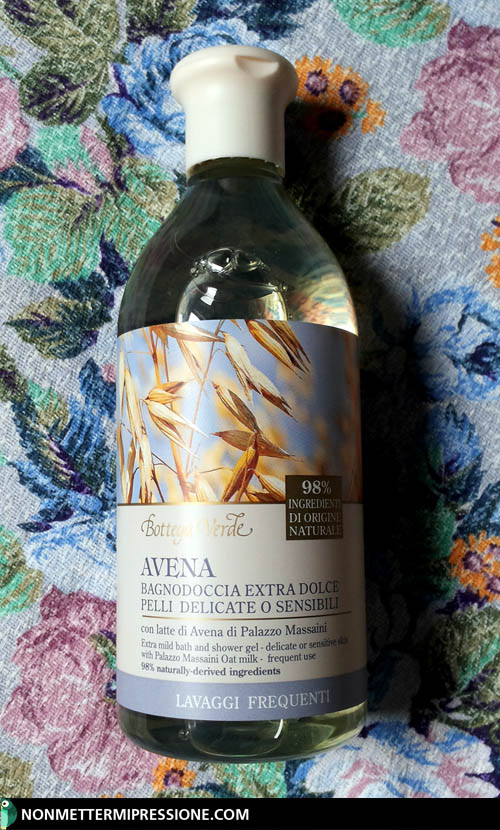 Bottega Verde
98%
INGREDIENTI
DI ORIGINE
NATURALE
AVENA
BAGNODOCCIA EXTRA DOLCE
PELLI DELICATE O SENSIBILI
con latte di Avena di Palazzo Massaini
Extra mild bath and shower gel - delicate or sensitive skin
with Palazzo Massaini Oat milk - frequent use
98% naturally-derived ingredients
LAVAGGI FREQUENTI
NONMETTERMIPRESSIONE.COM